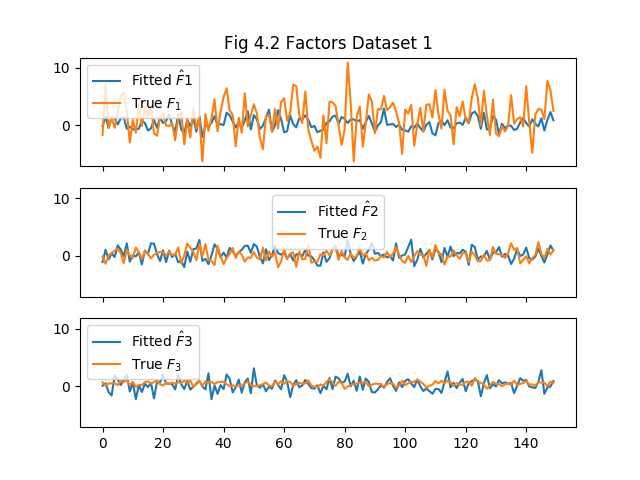 Fig 4.2 Factors Dataset 1
10
0
Fitted F̂1
True F₁
10
0
Fitted F̂2
True F₂
10
0
Fitted F̂3
True F₃
0 20 40 60 80 100 120 140